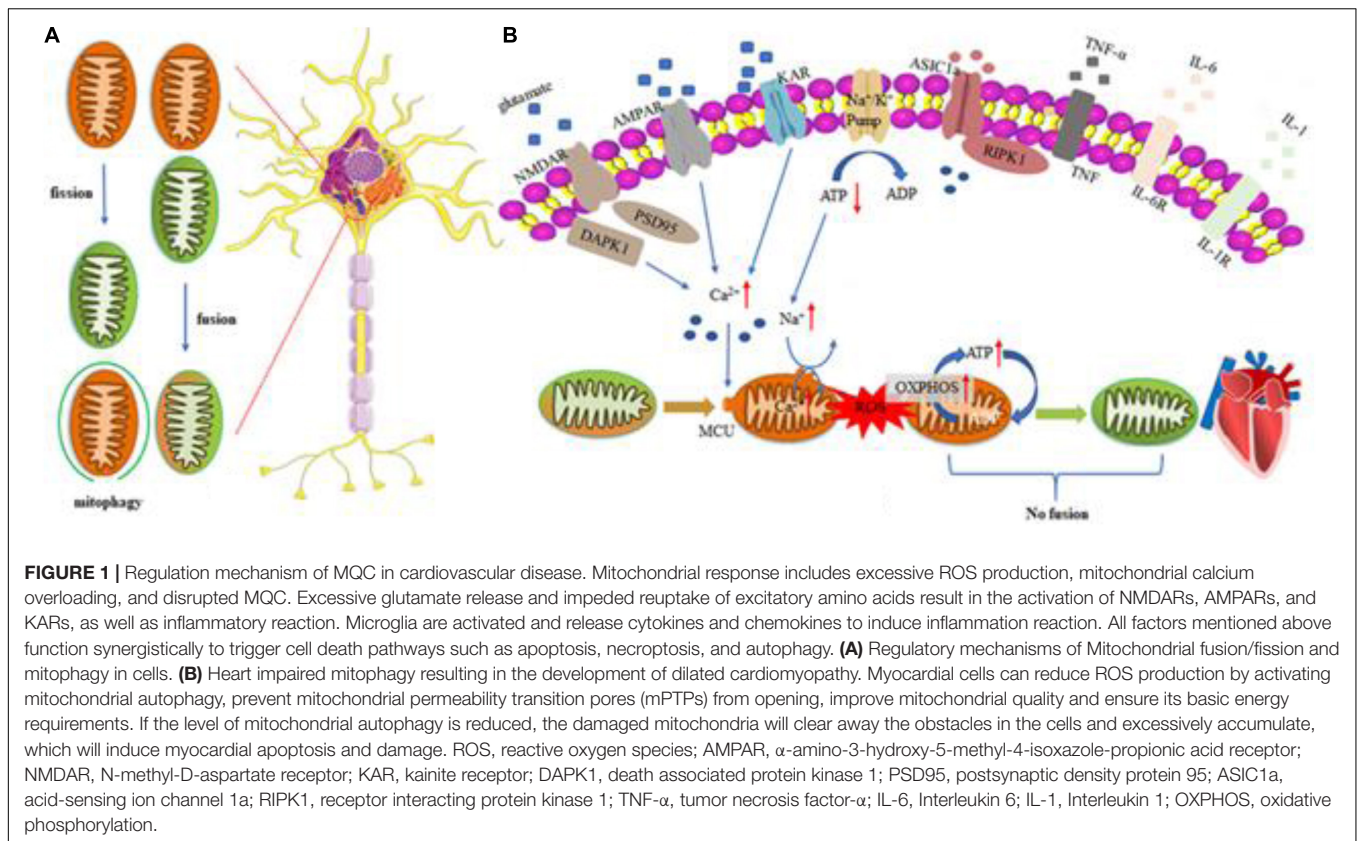 A
fission
fusion
mitophagy
B
glutamate
NMDAR
AMPAR
KAR
Na⁺/K⁺
Pump
ASIC1a
TNF-α
IL-6
IL-1
RIPK1
TNF
IL-6R
IL-1R
PSD95
DAPK1
ATP
ADP
Ca²⁺
Na⁺
ATP
OXPHOS
ROS
MCU
No fusion
FIGURE 1 | Regulation mechanism of MQC in cardiovascular disease. Mitochondrial response includes excessive ROS production, mitochondrial calcium
overloading, and disrupted MQC. Excessive glutamate release and impeded reuptake of excitatory amino acids result in the activation of NMDARs, AMPARs, and
KARs, as well as inflammatory reaction. Microglia are activated and release cytokines and chemokines to induce inflammation reaction. All factors mentioned above
function synergistically to trigger cell death pathways such as apoptosis, necroptosis, and autophagy. (A) Regulatory mechanisms of Mitochondrial fusion/fission and
mitophagy in cells. (B) Heart impaired mitophagy resulting in the development of dilated cardiomyopathy. Myocardial cells can reduce ROS production by activating
mitochondrial autophagy, prevent mitochondrial permeability transition pores (mPTPs) from opening, improve mitochondrial quality and ensure its basic energy
requirements. If the level of mitochondrial autophagy is reduced, the damaged mitochondria will clear away the obstacles in the cells and excessively accumulate,
which will induce myocardial apoptosis and damage. ROS, reactive oxygen species; AMPAR, α-amino-3-hydroxy-5-methyl-4-isoxazole-propionic acid receptor;
NMDAR, N-methyl-D-aspartate receptor; KAR, kainite receptor; DAPK1, death associated protein kinase 1; PSD95, postsynaptic density protein 95; ASIC1a,
acid-sensing ion channel 1a; RIPK1, receptor interacting protein kinase 1; TNF-α, tumor necrosis factor-α; IL-6, Interleukin 6; IL-1, Interleukin 1; OXPHOS, oxidative
phosphorylation.